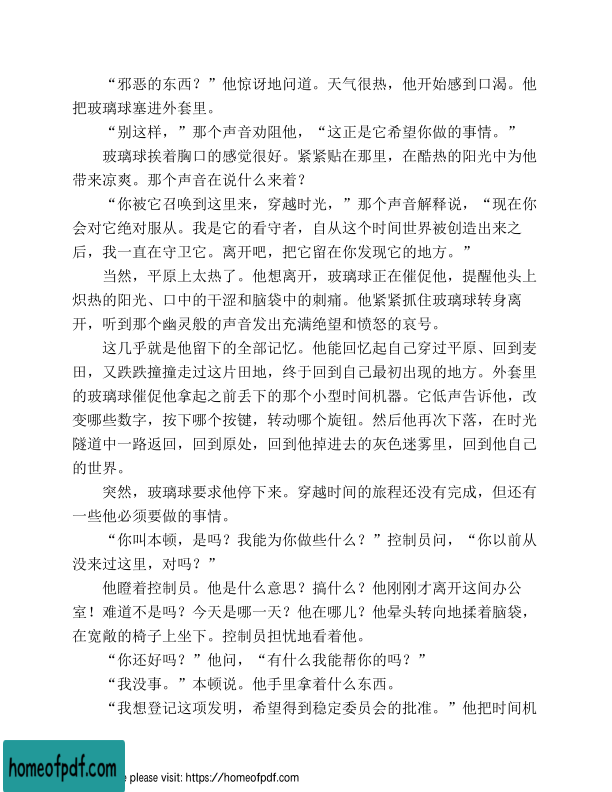 “邪恶的东西？”他惊讶地问道。天气很热，他开始感到口渴。他
把玻璃球塞进外套里。
“别这样，”那个声音劝阻他，“这正是它希望你做的事情。”
玻璃球挨着胸口的感觉很好。紧紧贴在那里，在酷热的阳光中为他
带来凉爽。那个声音在说什么来着？
“你被它召唤到这里来，穿越时光，”那个声音解释说，“现在你
会对它绝对服从。我是它的看守者，自从这个时间世界被创造出来之
后，我一直在守卫它。离开吧，把它留在你发现它的地方。”
当然，平原上太热了。他想离开，玻璃球正在催促他，提醒他头上
炽热的阳光、口中的干涩和脑袋中的刺痛。他紧紧抓住玻璃球转身离
开，听到那个幽灵般的声音发出充满绝望和愤怒的哀号。
这几乎就是他留下的全部记忆。他能回忆起自己穿过平原、回到麦
田，又跌跌撞撞走过这片田地，终于回到自己最初出现的地方。外套里
的玻璃球催促他拿起之前丢下的那个小型时间机器。它低声告诉他，改
变哪些数字，按下哪个按键，转动哪个旋钮。然后他再次下落，在时光
隧道中一路返回，回到原处，回到他掉进去的灰色迷雾里，回到他自己
的世界。
突然，玻璃球要求他停下来。穿越时间的旅程还没有完成，但还有
一些他必须要做的事情。
“你叫本顿，是吗？我能为你做些什么？”控制员问，“你以前从
没来过这里，对吗？”
他瞪着控制员。他是什么意思？搞什么？他刚刚才离开这间办公
室！难道不是吗？今天是哪一天？他在哪儿？他晕头转向地揉着脑袋，
在宽敞的椅子上坐下。控制员担忧地看着他。
“你还好吗？”他问，“有什么我能帮你的吗？”
“我没事。”本顿说。他手里拿着什么东西。
“我想登记这项发明，希望得到稳定委员会的批准。”他把时间机
homeofpdf.com
e please visit: https://homeofpdf.com